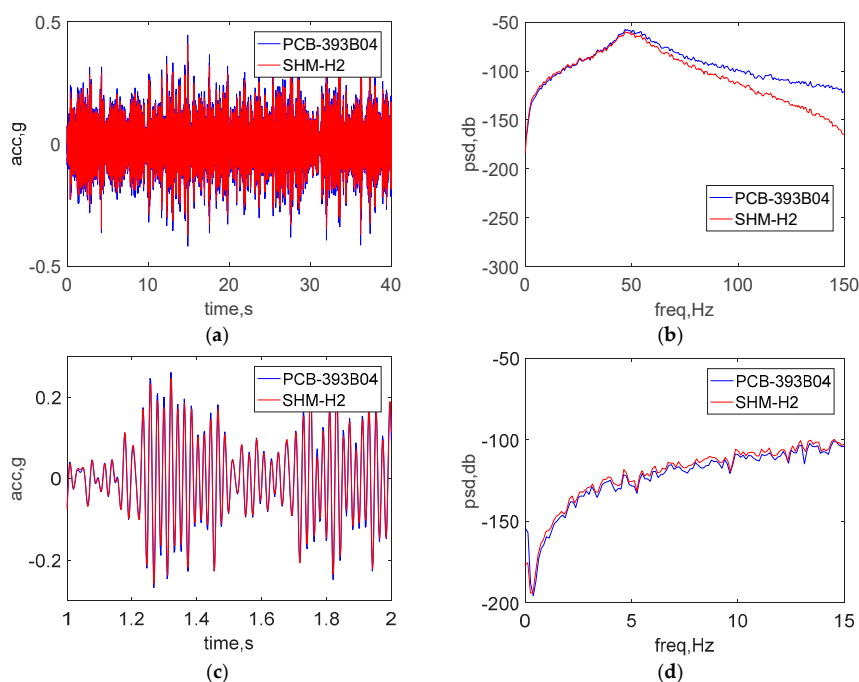 0.5
PCB-393B04
SHM-H2
acc,g
0
-0.5
0 10 20 30 40
time,s
(a)
-50
-100
-150
psd,db
-200
PCB-393B04
SHM-H2
-250
-300
0 50 100 150
freq,Hz
(b)
PCB-393B04
SHM-H2
0.2
acc,g
0
-0.2
1 1.2 1.4 1.6 1.8 2
time,s
(c)
-50
PCB-393B04
SHM-H2
-100
psd,db
-150
-200
0 5 10 15
freq,Hz
(d)